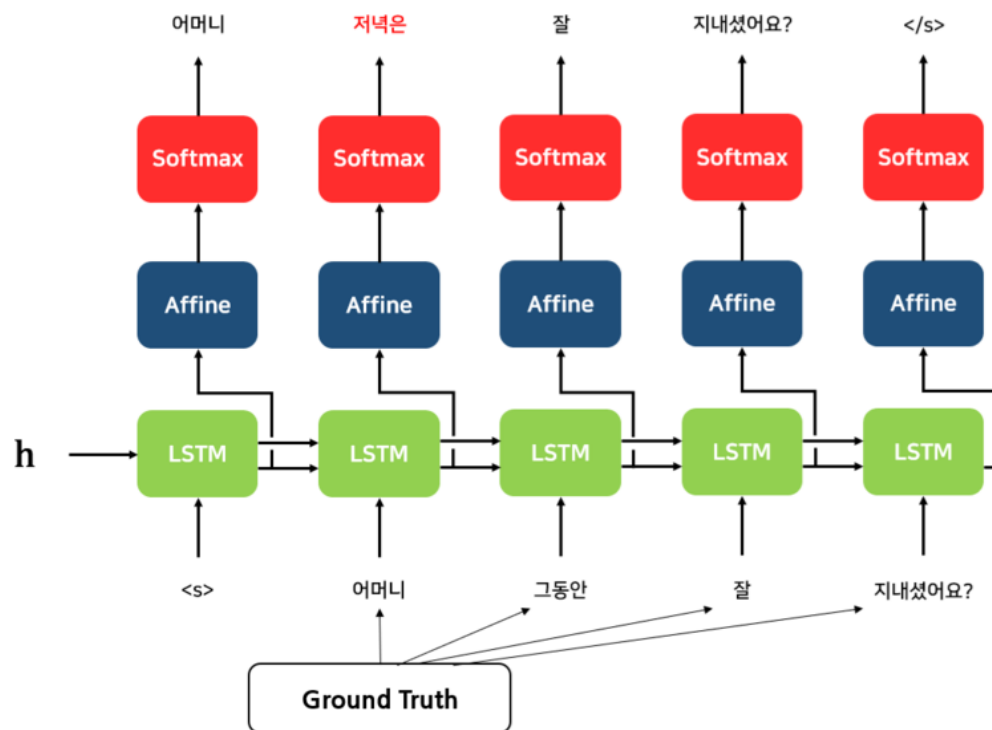 어머니 저녁은 잘 지내셨어요? </s>
Softmax Softmax Softmax Softmax Softmax
Affine Affine Affine Affine Affine
h LSTM LSTM LSTM LSTM LSTM
<s> 어머니 그동안 잘 지내셨어요?
Ground Truth